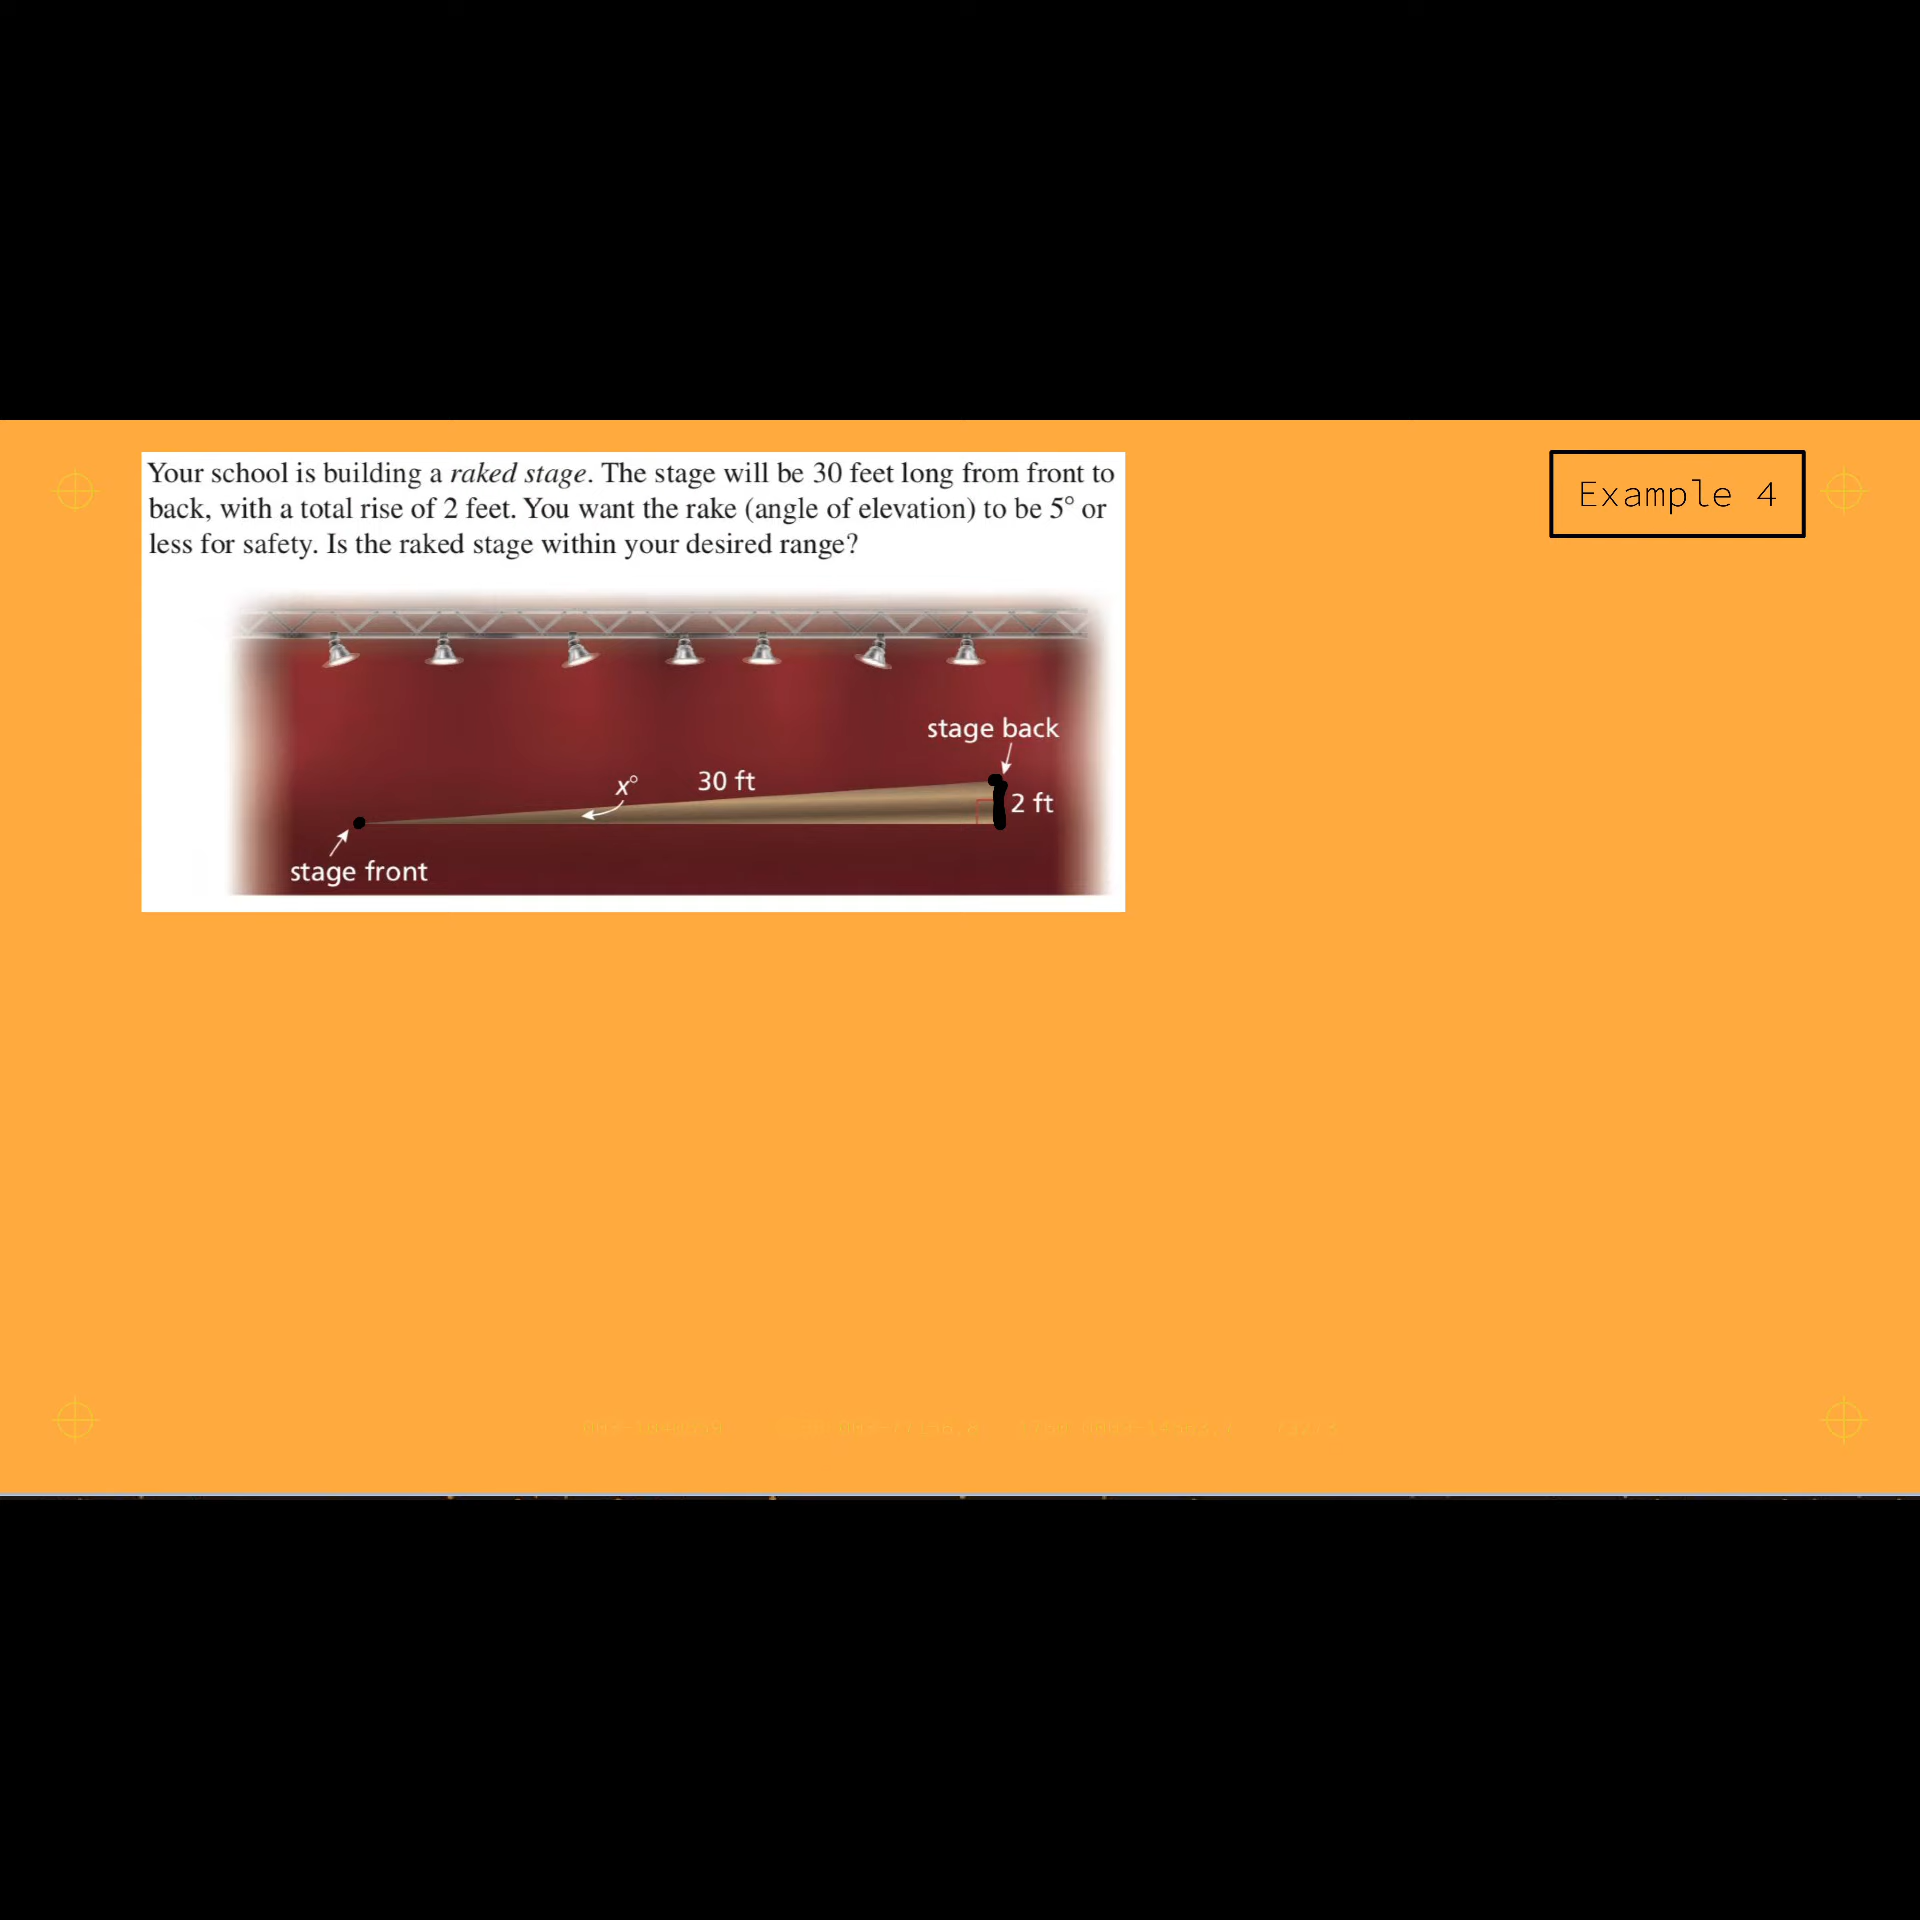 Your school is building a raked stage. The stage will be 30 feet long from front to
back, with a total rise of 2 feet. You want the rake (angle of elevation) to be 5° or
less for safety. Is the raked stage within your desired range?
Example 4
stage back
x°
30 ft
2 ft
stage front